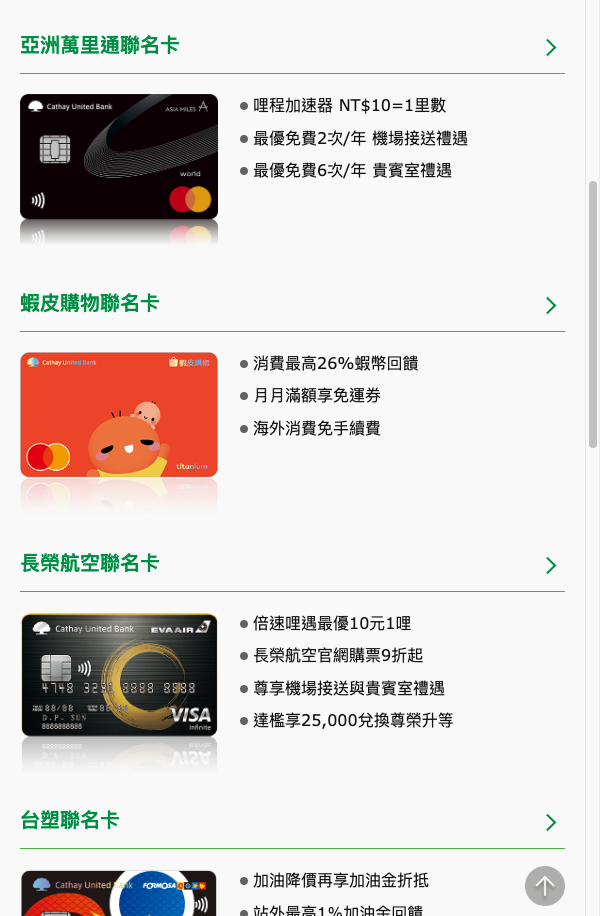 亞洲萬里通聯名卡
Cathay United Bank
ASIA MILES
world
哩程加速器 NT$10=1里數
最優免費2次/年 機場接送禮遇
最優免費6次/年 貴賓室禮遇
蝦皮購物聯名卡
Cathay United Bank
蝦皮購物
titanium
消費最高26%蝦幣回饋
月月滿額享免運券
海外消費免手續費
長榮航空聯名卡
Cathay United Bank
EVA AIR
4748 3230 8888 8888
88/88
D.P. SUN
8888888888
VISA
Infinite
倍速哩遇最優10元1哩
長榮航空官網購票9折起
尊享機場接送與貴賓室禮遇
達檻享25,000兌換尊榮升等
台塑聯名卡
Cathay United Bank
FORMOSA
加油降價再享加油金折抵
站外最高1%加油金回饋